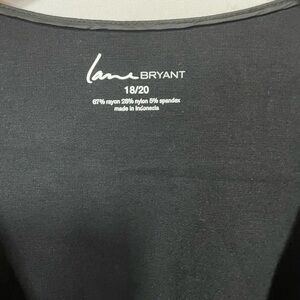 lane BRYANT
18/20
67% rayon 28% nylon 5% spandex
made in Indonesia